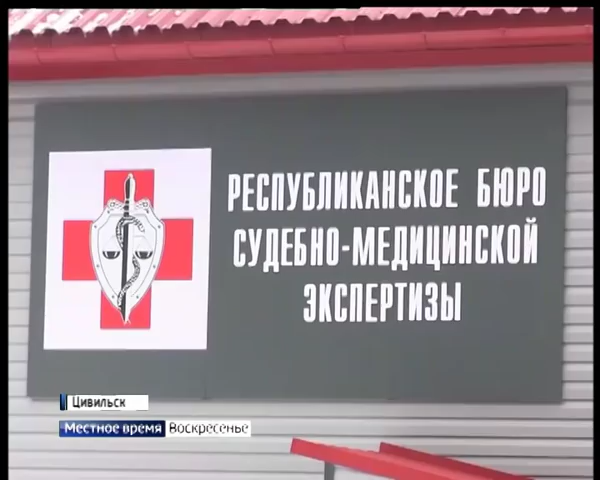 РЕСПУБЛИКАНСКОЕ БЮРО
СУДЕБНО-МЕДИЦИНСКОЙ
ЭКСПЕРТИЗЫ
Цивильск
Местное время Воскресенье